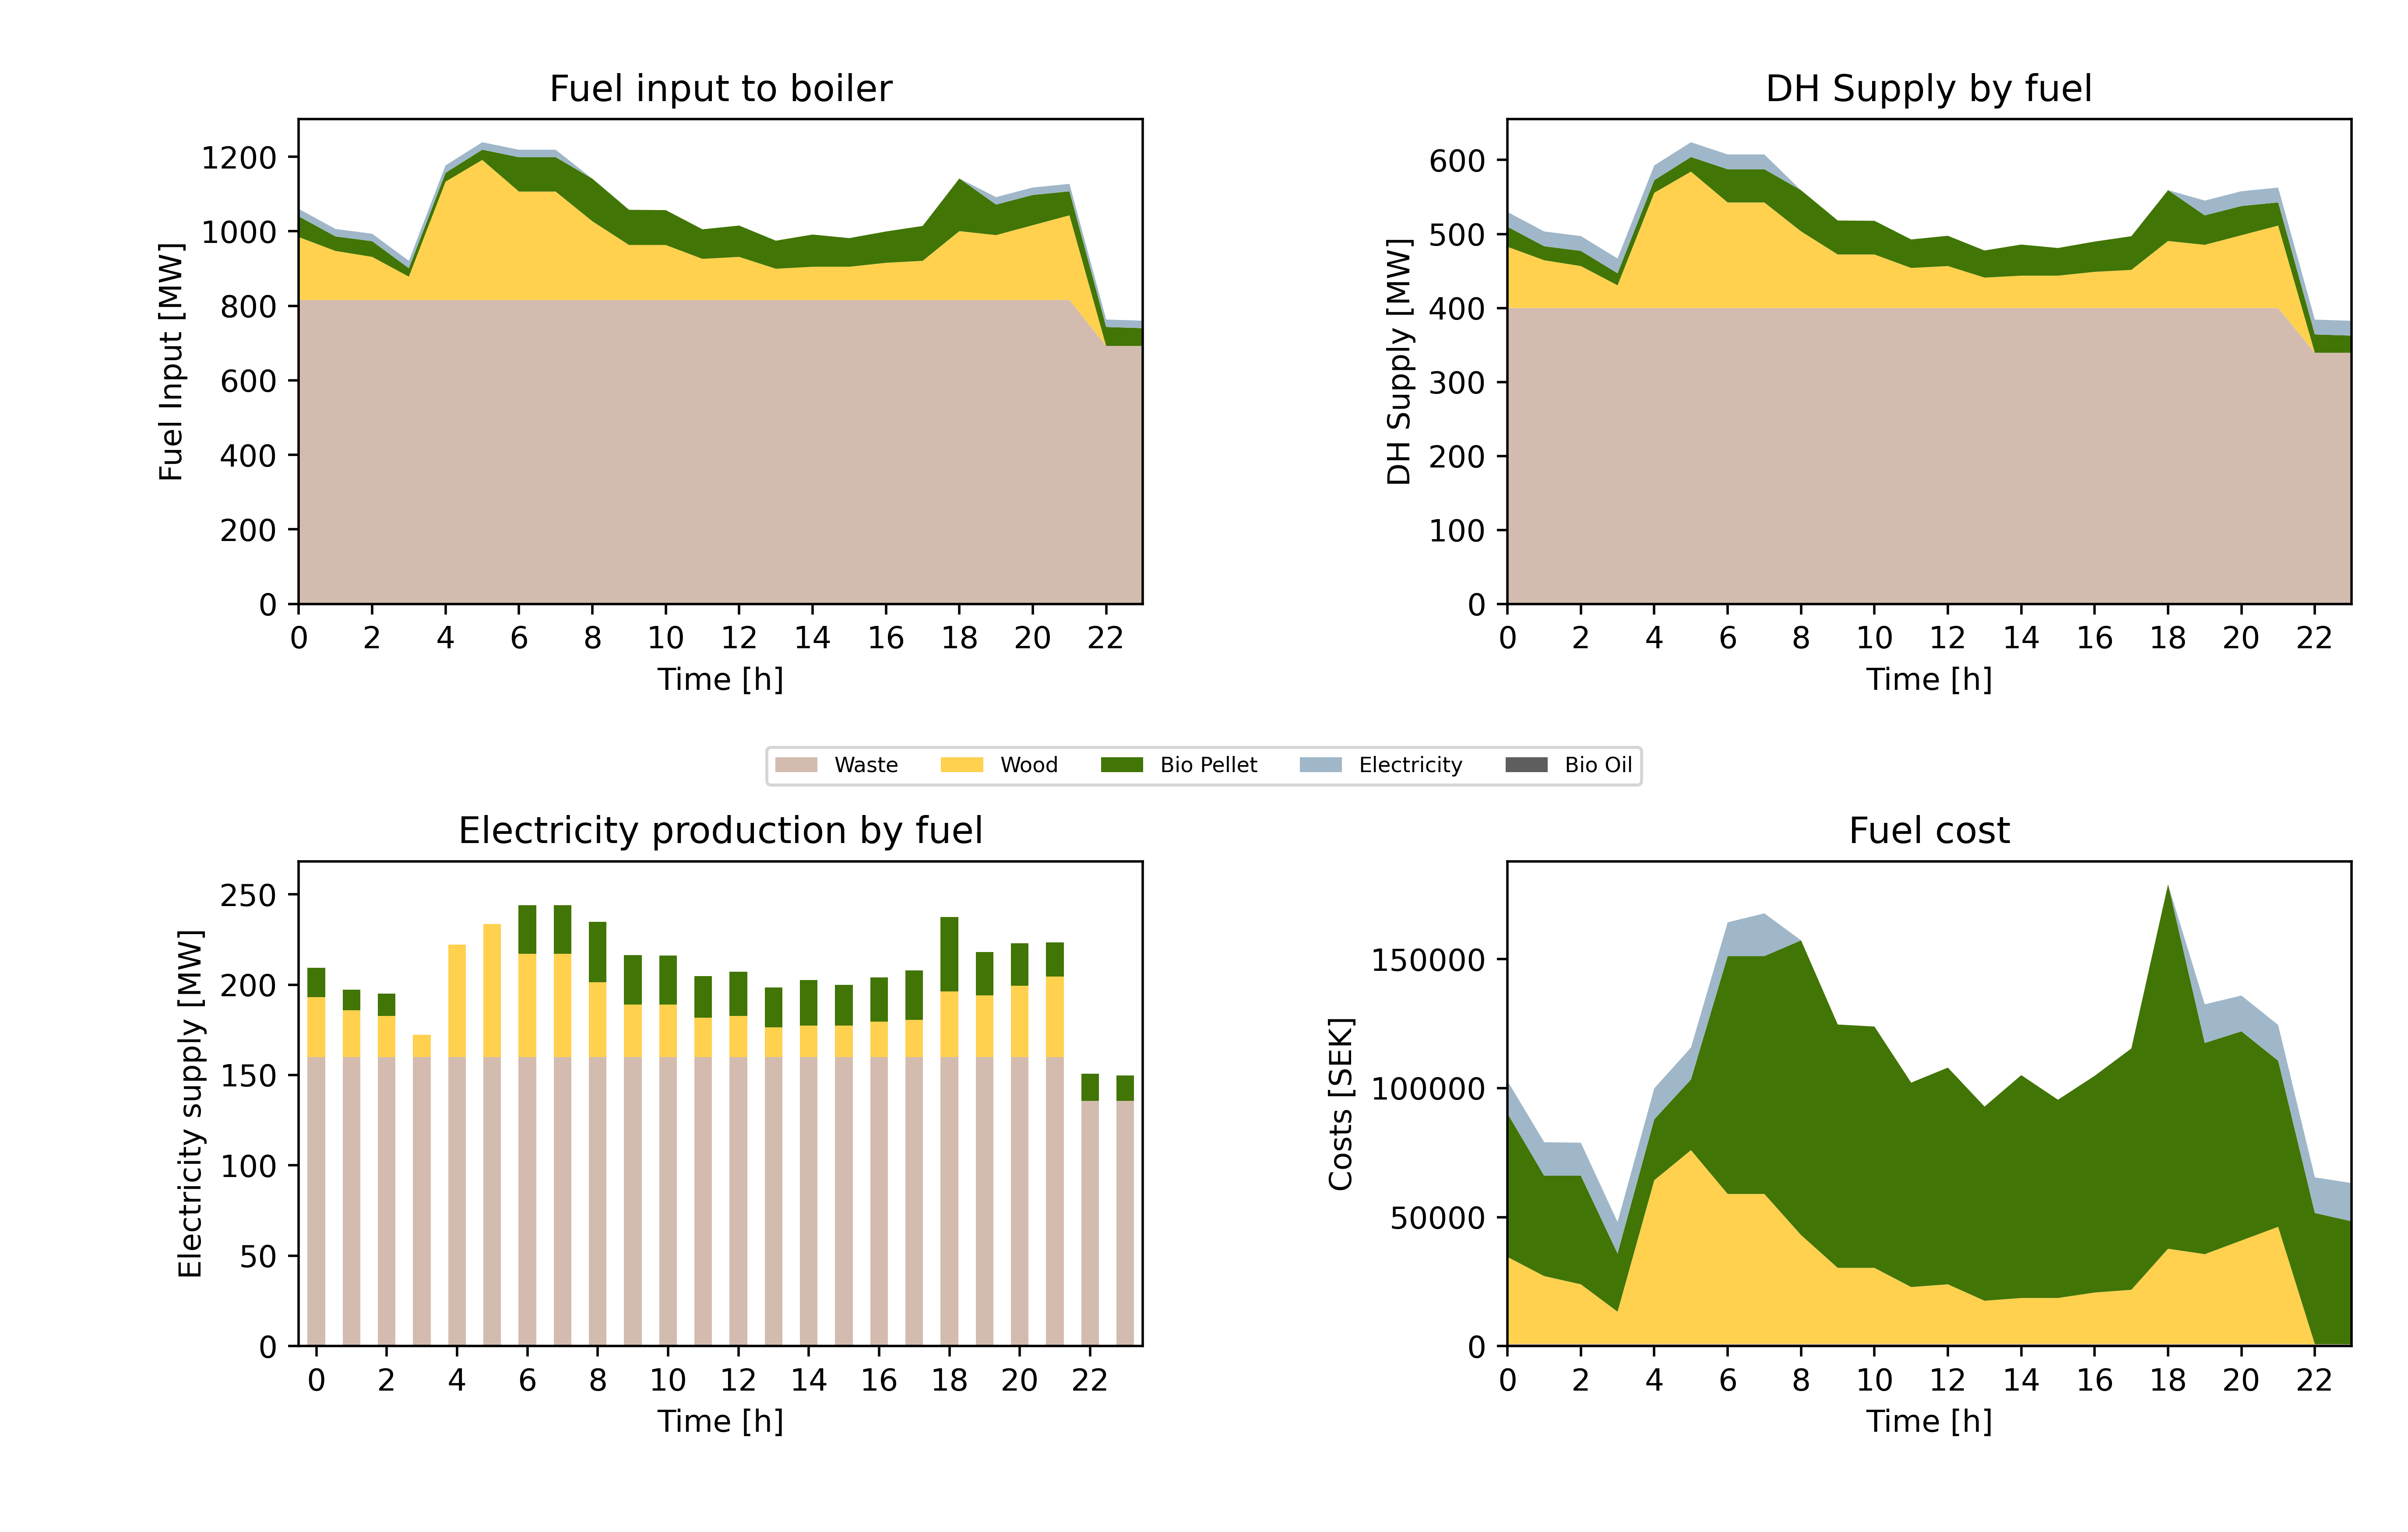 Fuel input to boiler
Fuel Input [MW]
1200
1000
800
600
400
200
0
0 2 4 6 8 10 12 14 16 18 20 22
Time [h]
DH Supply by fuel
DH Supply [MW]
600
500
400
300
200
100
0
0 2 4 6 8 10 12 14 16 18 20 22
Time [h]
Waste Wood Bio Pellet Electricity Bio Oil
Electricity production by fuel
Electricity supply [MW]
250
200
150
100
50
0
0 2 4 6 8 10 12 14 16 18 20 22
Time [h]
Fuel cost
Costs [SEK]
150000
100000
50000
0
0 2 4 6 8 10 12 14 16 18 20 22
Time [h]